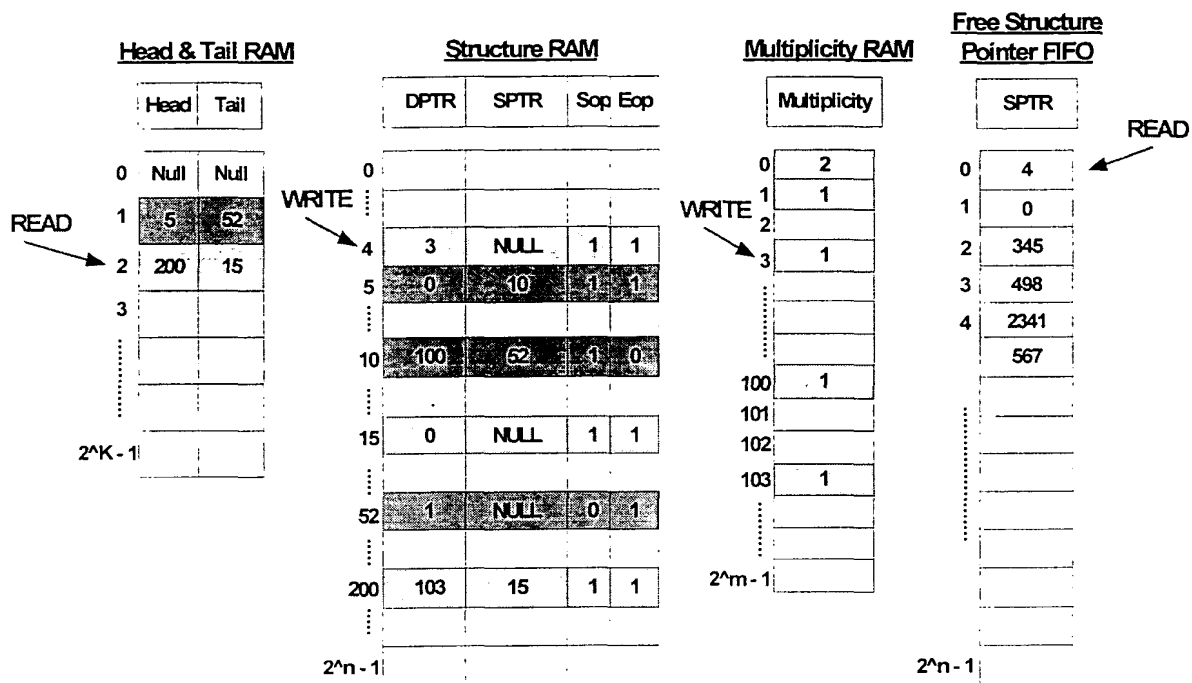 Head & Tail RAM
Head Tail
0 Null Null
1 5 52
2 200 15
3
2^K - 1
READ
Structure RAM
DPTR SPTR Sop Eop
0
4 3 NULL 1 1
5 0 10 1 1
10 100 52 1 0
15 0 NULL 1 1
52 1 NULL 0 1
200 103 15 1 1
2^n - 1
WRITE
Multiplicity RAM
Multiplicity
0 2
1 1
2
3 1
100 1
101
102
103 1
2^m - 1
WRITE
Free Structure
Pointer FIFO
SPTR
0 4
1 0
2 345
3 498
4 2341
567
2^n - 1
READ